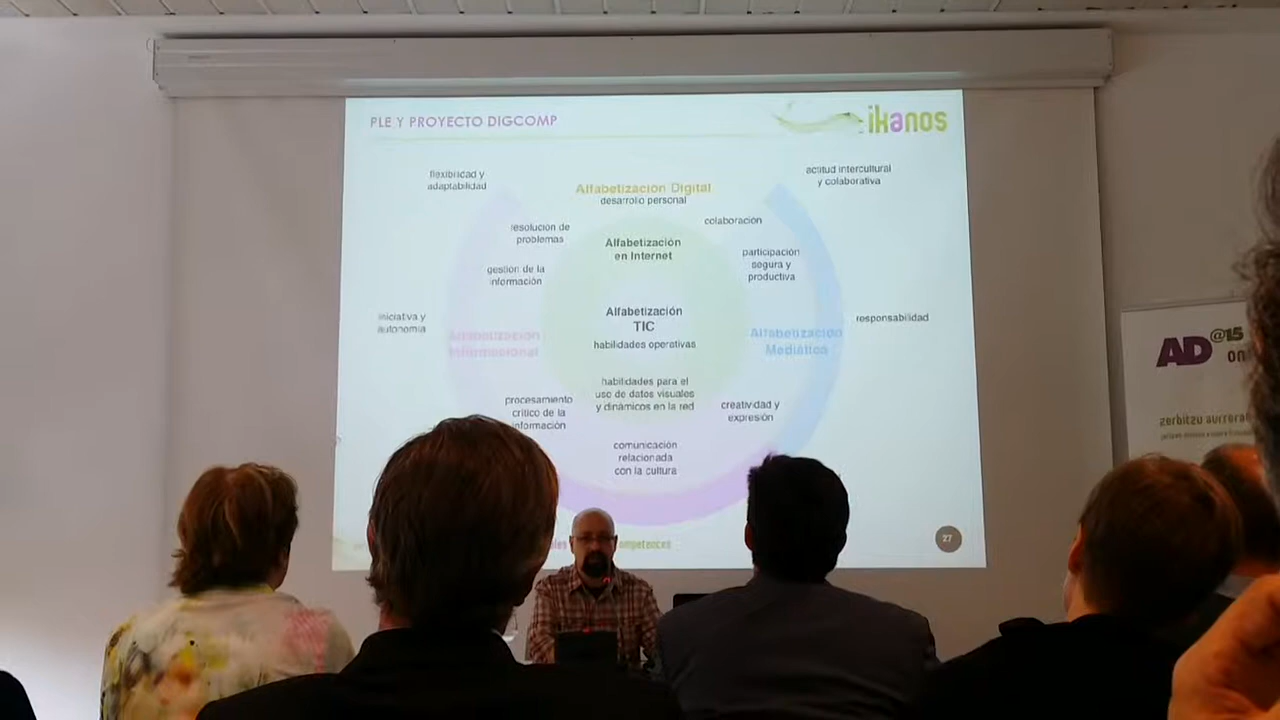 PLE Y PROYECTO DIGCOMP
ikanos
flexibilidad y
adaptabilidad
actitud intercultural
y colaborativa
Alfabetización Digital
desarrollo personal
resolución de
problemas
colaboración
Alfabetización
en Internet
gestión de la
información
participación
segura y
productiva
iniciativa y
autonomía
Alfabetización
Informacional
Alfabetización
TIC
habilidades operativas
Alfabetización
Mediática
responsabilidad
habilidades para el
uso de datos visuales
y dinámicos en la red
procesamiento
crítico de la
información
creatividad y
expresión
comunicación
relacionada
con la cultura
27
AD@15
zerbitzu